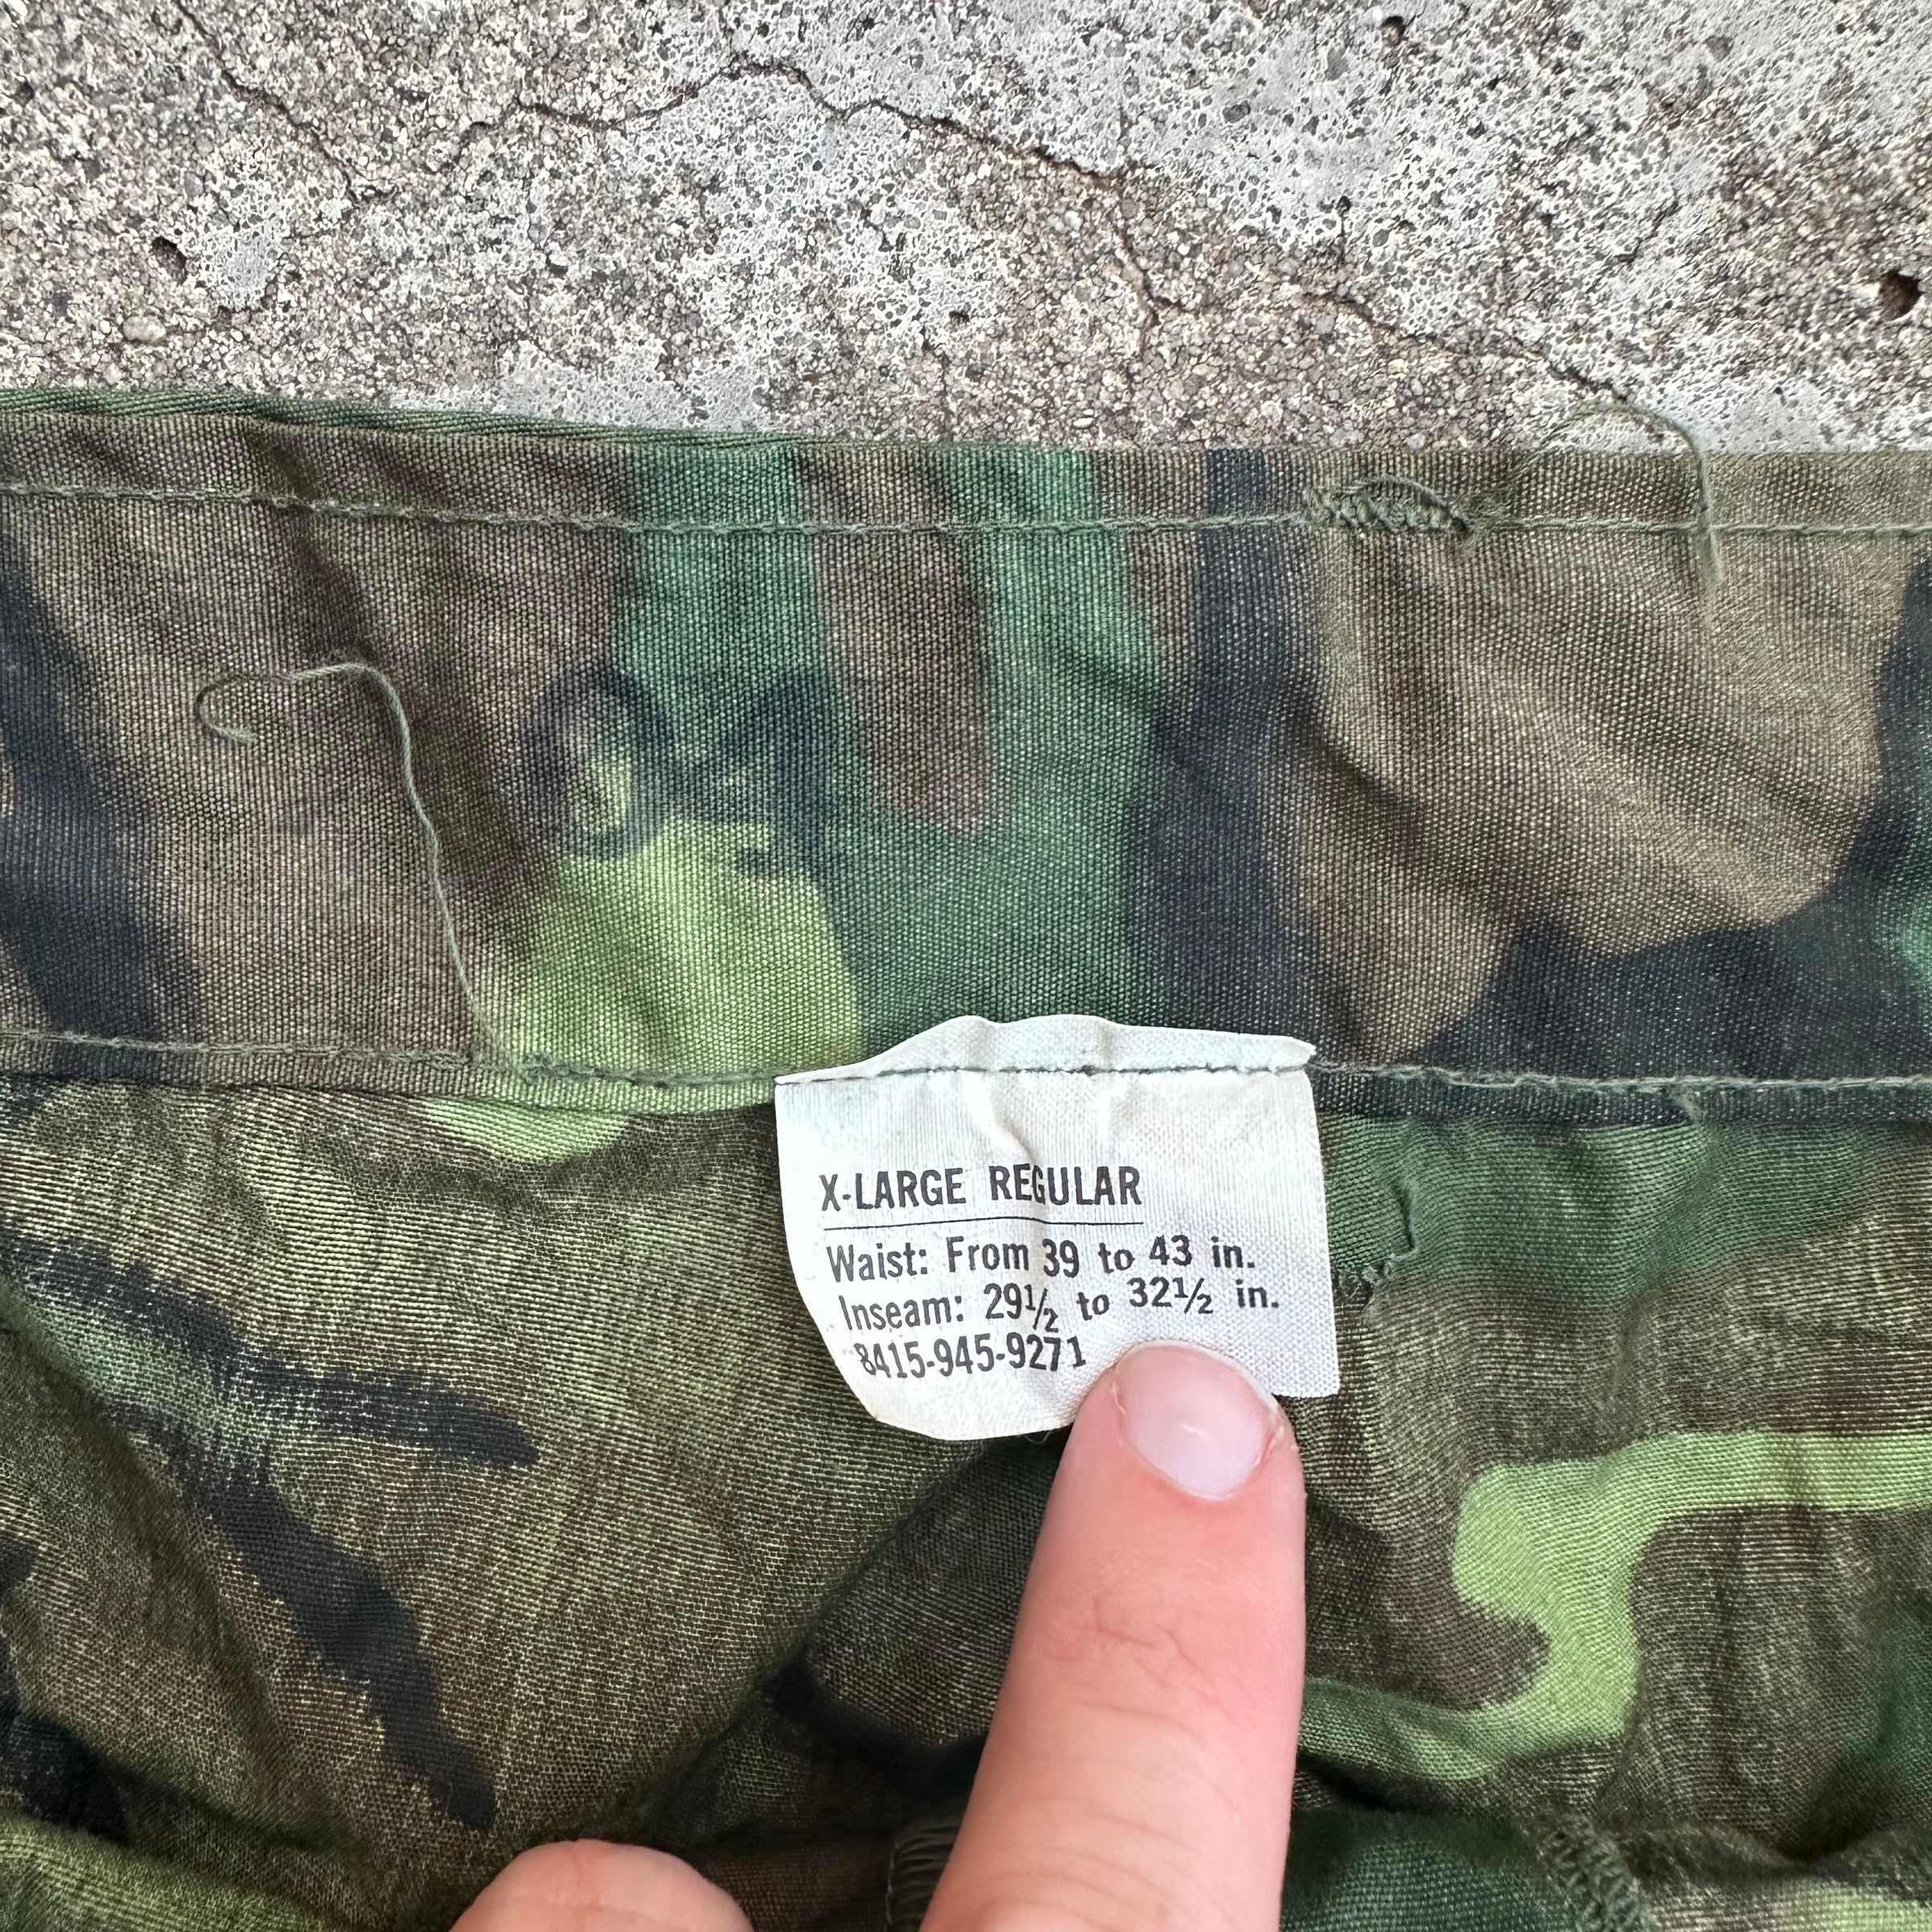 X-LARGE REGULAR
Waist: From 39 to 43 in.
Inseam: 29½ to 32½ in.
8415-945-9271